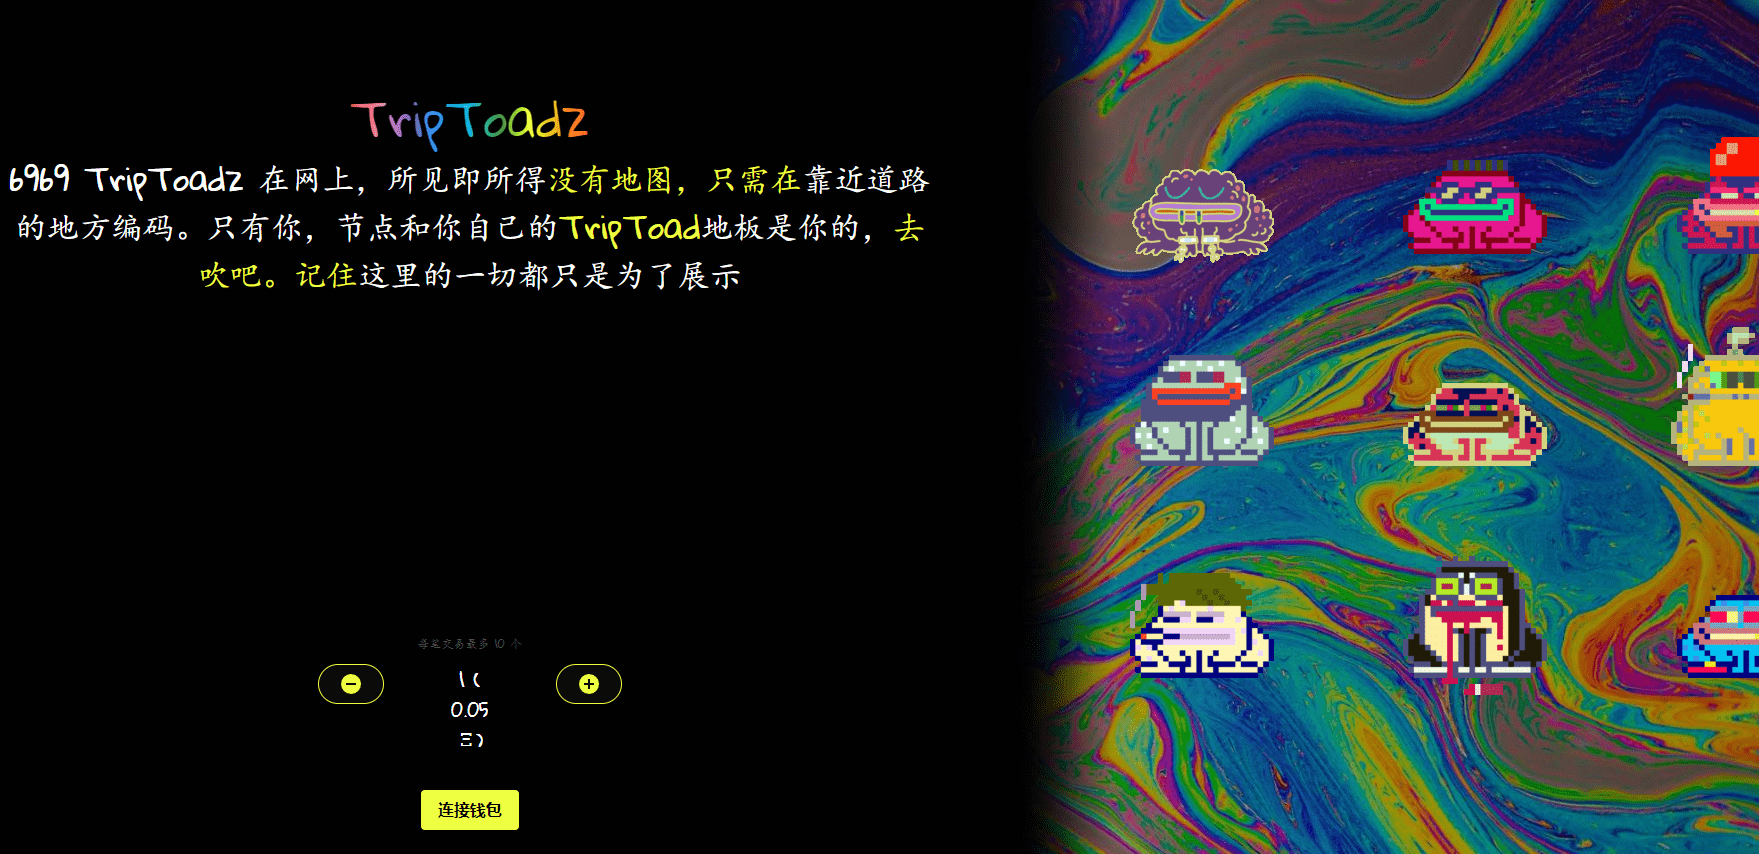 TripToadz
6969 TripToadz 在网上，所见即所得没有地图，只需在靠近道路
的地方编码。只有你，节点和你自己的TripToad地板是你的，去
吹吧。记住这里的一切都只是为了展示
每笔交易最多 10 个
1 (
0.05
Ξ)
连接钱包